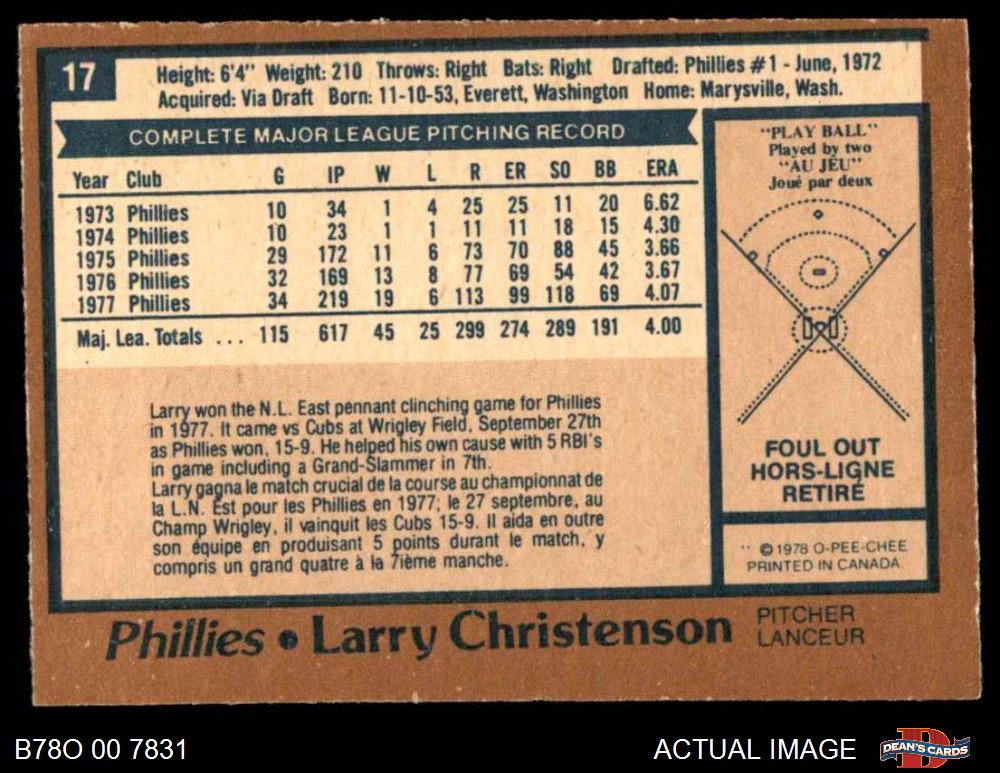 17
Height: 6'4" Weight: 210 Throws: Right Bats: Right Drafted: Phillies #1 - June, 1972
Acquired: Via Draft Born: 11-10-53, Everett, Washington Home: Marysville, Wash.
COMPLETE MAJOR LEAGUE PITCHING RECORD
Year Club G IP W L R ER SO BB ERA
1973 Phillies 10 34 1 4 25 25 11 20 6.62
1974 Phillies 10 23 1 1 11 11 18 15 4.30
1975 Phillies 29 172 11 6 73 70 88 45 3.66
1976 Phillies 32 169 13 8 77 69 54 42 3.67
1977 Phillies 34 219 19 6 113 99 118 69 4.07
Maj. Lea. Totals ... 115 617 45 25 299 274 289 191 4.00
Larry won the N.L. East pennant clinching game for Phillies
in 1977. It came vs Cubs at Wrigley Field, September 27th
as Phillies won, 15-9. He helped his own cause with 5 RBI's
in game including a Grand-Slammer in 7th.
Larry gagna le match crucial de la course au championnat de
la L.N. Est pour les Phillies en 1977; le 27 septembre, au
Champ Wrigley, il vainquit les Cubs 15-9. Il aida en outre
son équipe en produisant 5 points durant le match, y
compris un grand quatre à la 7ième manche.
"PLAY BALL"
Played by two
"AU JEU"
Joué par deux
FOUL OUT
HORS-LIGNE
RETIRÉ
© 1978 O-PEE-CHEE
PRINTED IN CANADA
Phillies • Larry Christenson
PITCHER
LANCEUR
B78O 00 7831
ACTUAL IMAGE
DEAN'S CARDS